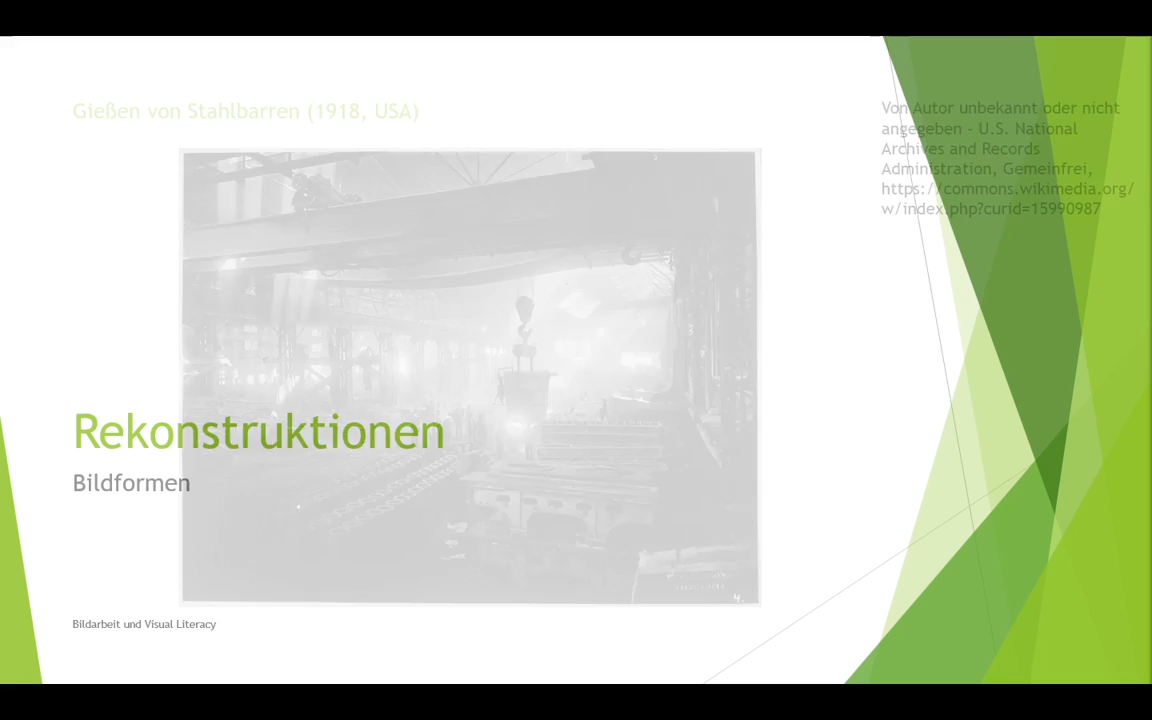 Gießen von Stahlbarren (1918, USA)
Von Autor unbekannt oder nicht
angegeben - U.S. National
Archives and Records
Administration, Gemeinfrei,
https://commons.wikimedia.org/
w/index.php?curid=15990987
Rekonstruktionen
Bildformen
4.
Bildarbeit und Visual Literacy